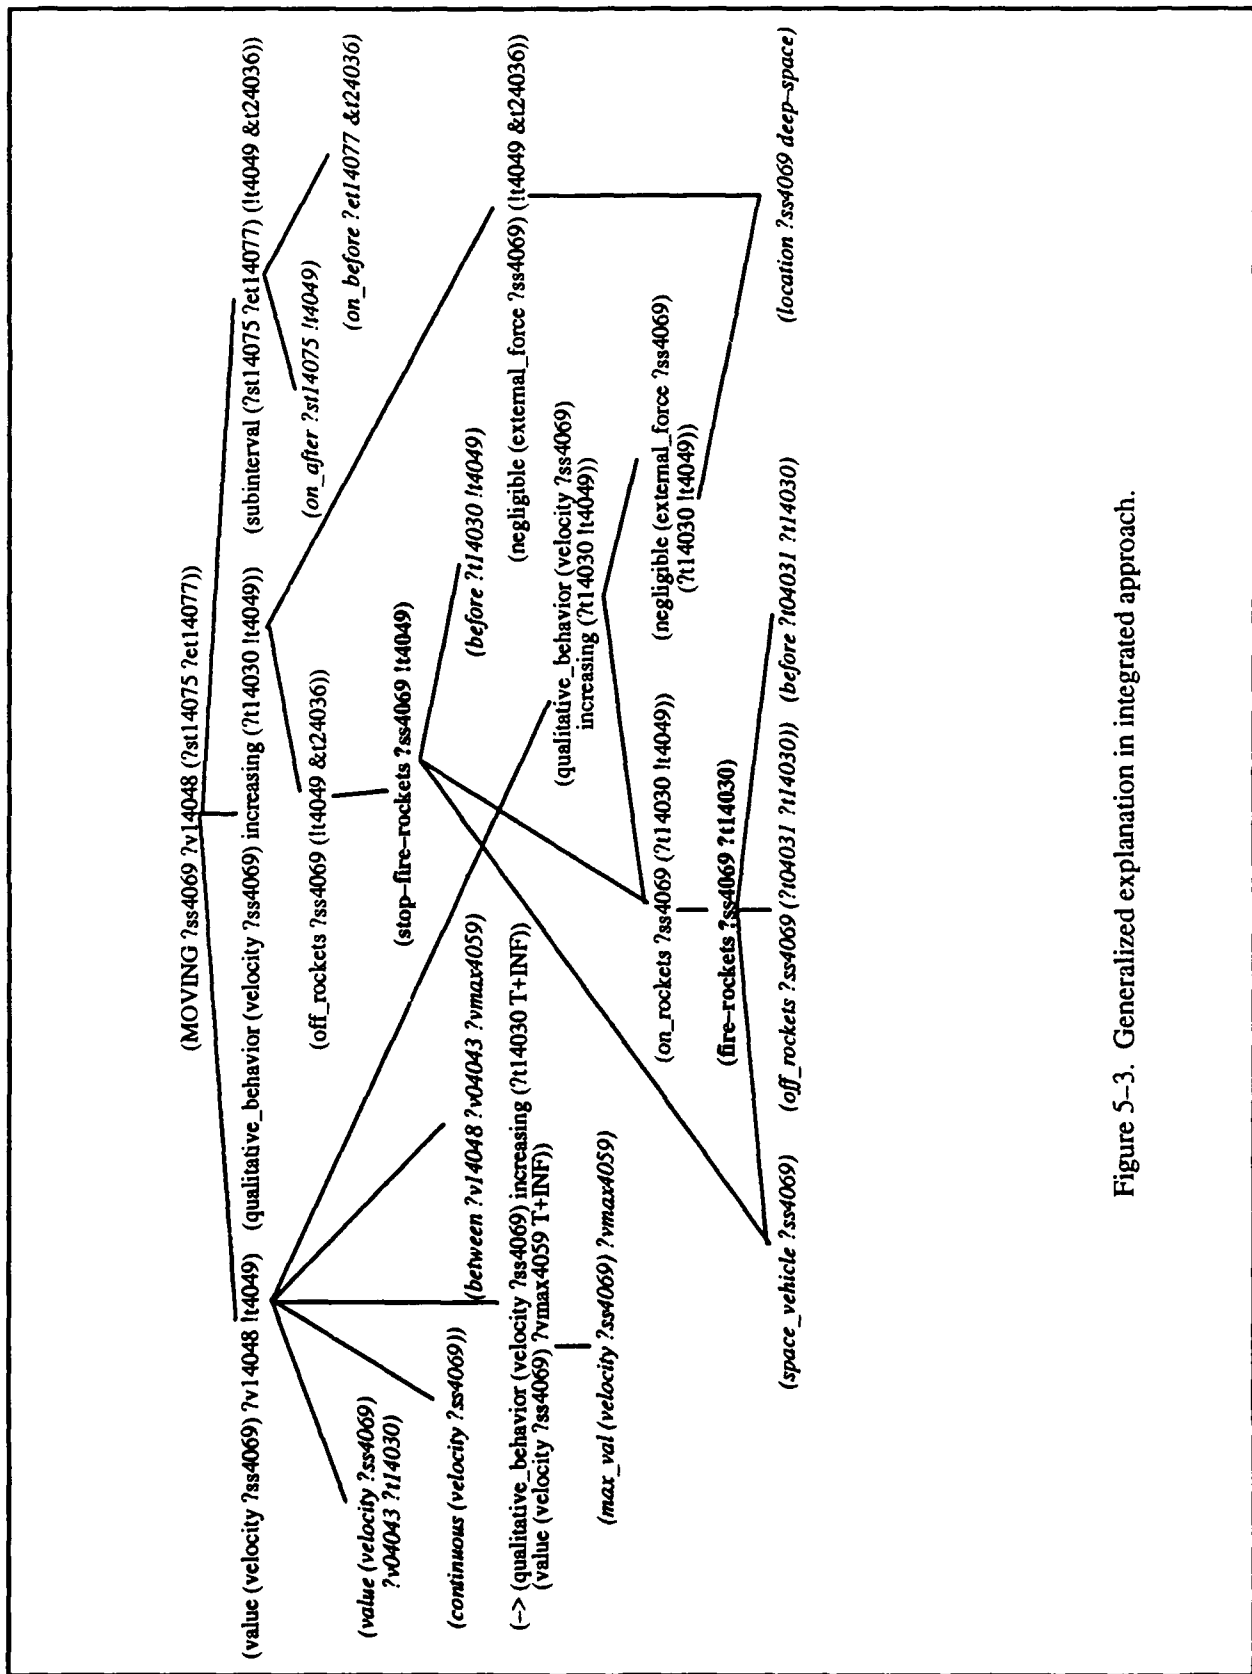 (MOVING ?ss4069 ?v14048 (?st14075 ?et14077))
(value (velocity ?ss4069) ?v14048 !t4049)
(qualitative_behavior (velocity ?ss4069) increasing (?t14030 !t4049))
(subinterval (?st14075 ?et14077) (!t4049 &t24036))
(on_after ?st14075 !t4049)
(on_before ?et14077 &t24036)
(off_rockets ?ss4069 (!t4049 &t24036))
(value (velocity ?ss4069)
?v04043 ?t14030)
(stop–fire–rockets ?ss4069 !t4049)
(continuous (velocity ?ss4069))
(between ?v14048 ?v04043 ?vmax4059)
(before ?t14030 !t4049)
(negligible (external_force ?ss4069) (!t4049 &t24036))
(–> (qualitative_behavior (velocity ?ss4069) increasing (?t14030 T+INF))
(value (velocity ?ss4069) ?vmax4059 T+INF))
(qualitative_behavior (velocity ?ss4069)
increasing (?t14030 !t4049))
(max_val (velocity ?ss4069) ?vmax4059)
(on_rockets ?ss4069 (?t14030 !t4049))
(negligible (external_force ?ss4069)
(?t14030 !t4049))
(fire–rockets ?ss4069 ?t14030)
(space_vehicle ?ss4069)
(off_rockets ?ss4069 (?t04031 ?t14030))
(before ?t04031 ?t14030)
(location ?ss4069 deep–space)
Figure 5–3. Generalized explanation in integrated approach.